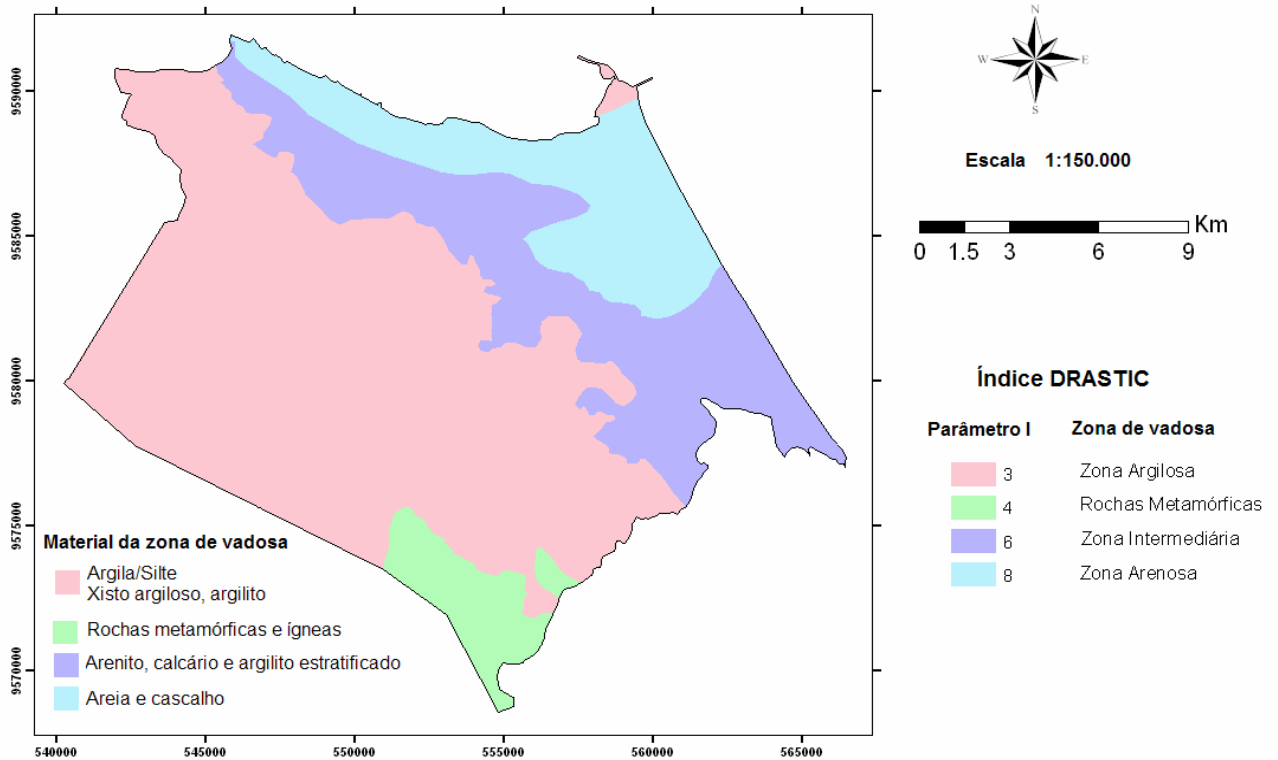 N
W
E
S
Escala 1:150.000
Km
0 1.5 3 6 9
Índice DRASTIC
Parâmetro I Zona de vadosa
3 Zona Argilosa
4 Rochas Metamórficas
6 Zona Intermediária
8 Zona Arenosa
9590000
9585000
9580000
9575000
9570000
Material da zona de vadosa
Argila/Silte
Xisto argiloso, argilito
Rochas metamórficas e ígneas
Arenito, calcário e argilito estratificado
Areia e cascalho
540000 545000 550000 555000 560000 565000